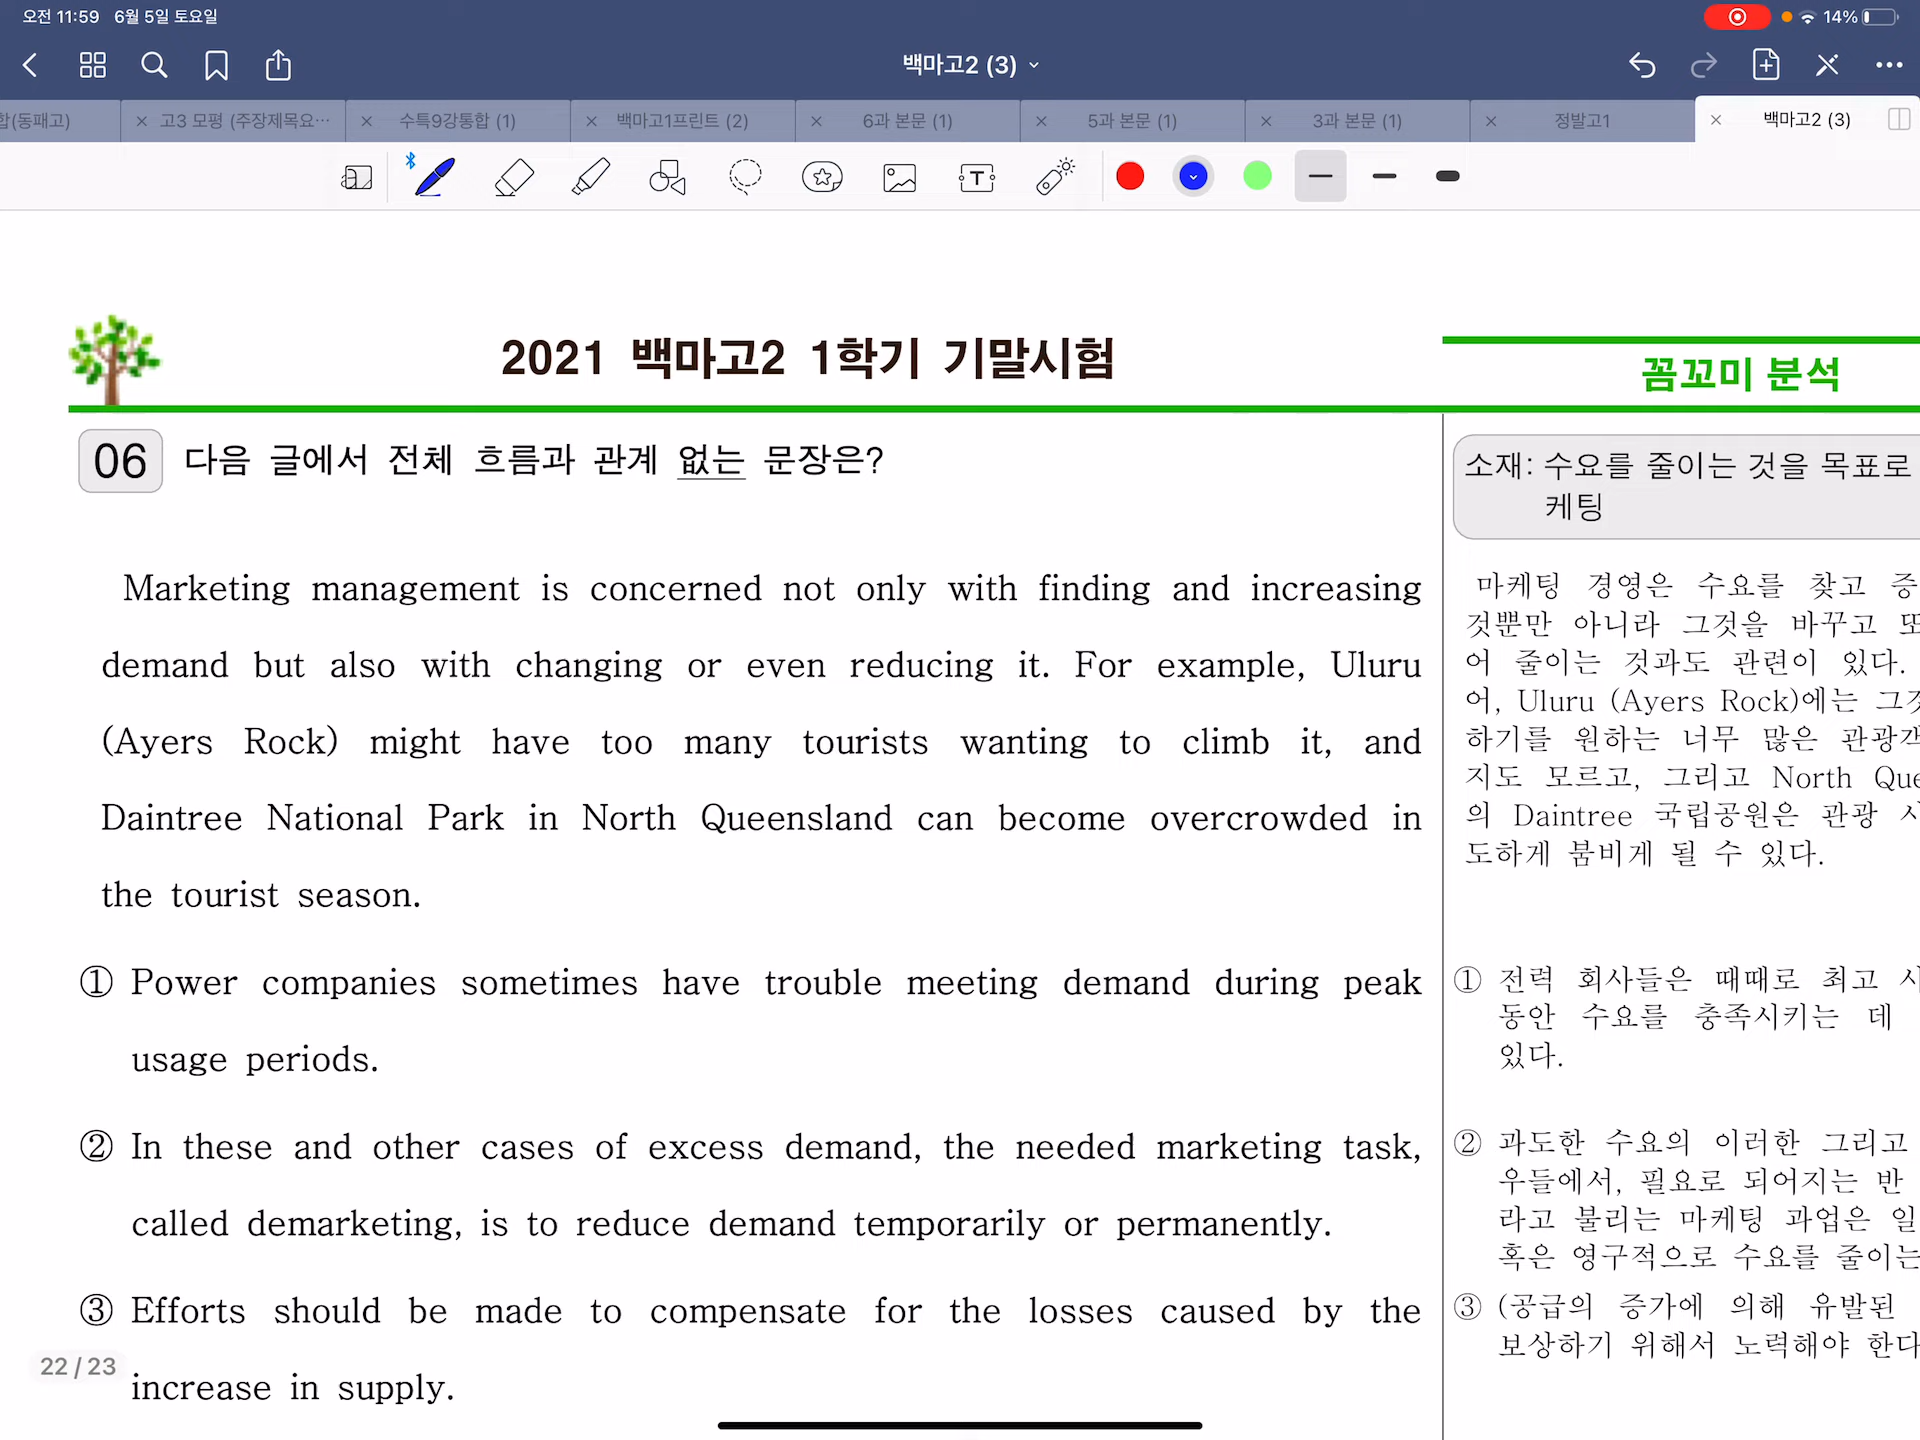 오전 11:59 6월 5일 토요일
14%
백마고2 (3)
합(동패고)
고3 모평 (주장제목요…
수특9강통합 (1)
백마고1프린트 (2)
6과 본문 (1)
5과 본문 (1)
3과 본문 (1)
정발고1
백마고2 (3)
2021 백마고2 1학기 기말시험
꼼꼬미 분석
06 다음 글에서 전체 흐름과 관계 없는 문장은?
Marketing management is concerned not only with finding and increasing
demand but also with changing or even reducing it. For example, Uluru
(Ayers Rock) might have too many tourists wanting to climb it, and
Daintree National Park in North Queensland can become overcrowded in
the tourist season.
① Power companies sometimes have trouble meeting demand during peak
usage periods.
② In these and other cases of excess demand, the needed marketing task,
called demarketing, is to reduce demand temporarily or permanently.
③ Efforts should be made to compensate for the losses caused by the
increase in supply.
22 / 23
소재: 수요를 줄이는 것을 목표로
케팅
마케팅 경영은 수요를 찾고 증
것뿐만 아니라 그것을 바꾸고 또
어 줄이는 것과도 관련이 있다.
어, Uluru (Ayers Rock)에는 그것
하기를 원하는 너무 많은 관광객
지도 모르고, 그리고 North Que
의 Daintree 국립공원은 관광 시
도하게 붐비게 될 수 있다.
① 전력 회사들은 때때로 최고 시
동안 수요를 충족시키는 데
있다.
② 과도한 수요의 이러한 그리고
우들에서, 필요로 되어지는 반
라고 불리는 마케팅 과업은 일
혹은 영구적으로 수요를 줄이는
③ (공급의 증가에 의해 유발된
보상하기 위해서 노력해야 한다